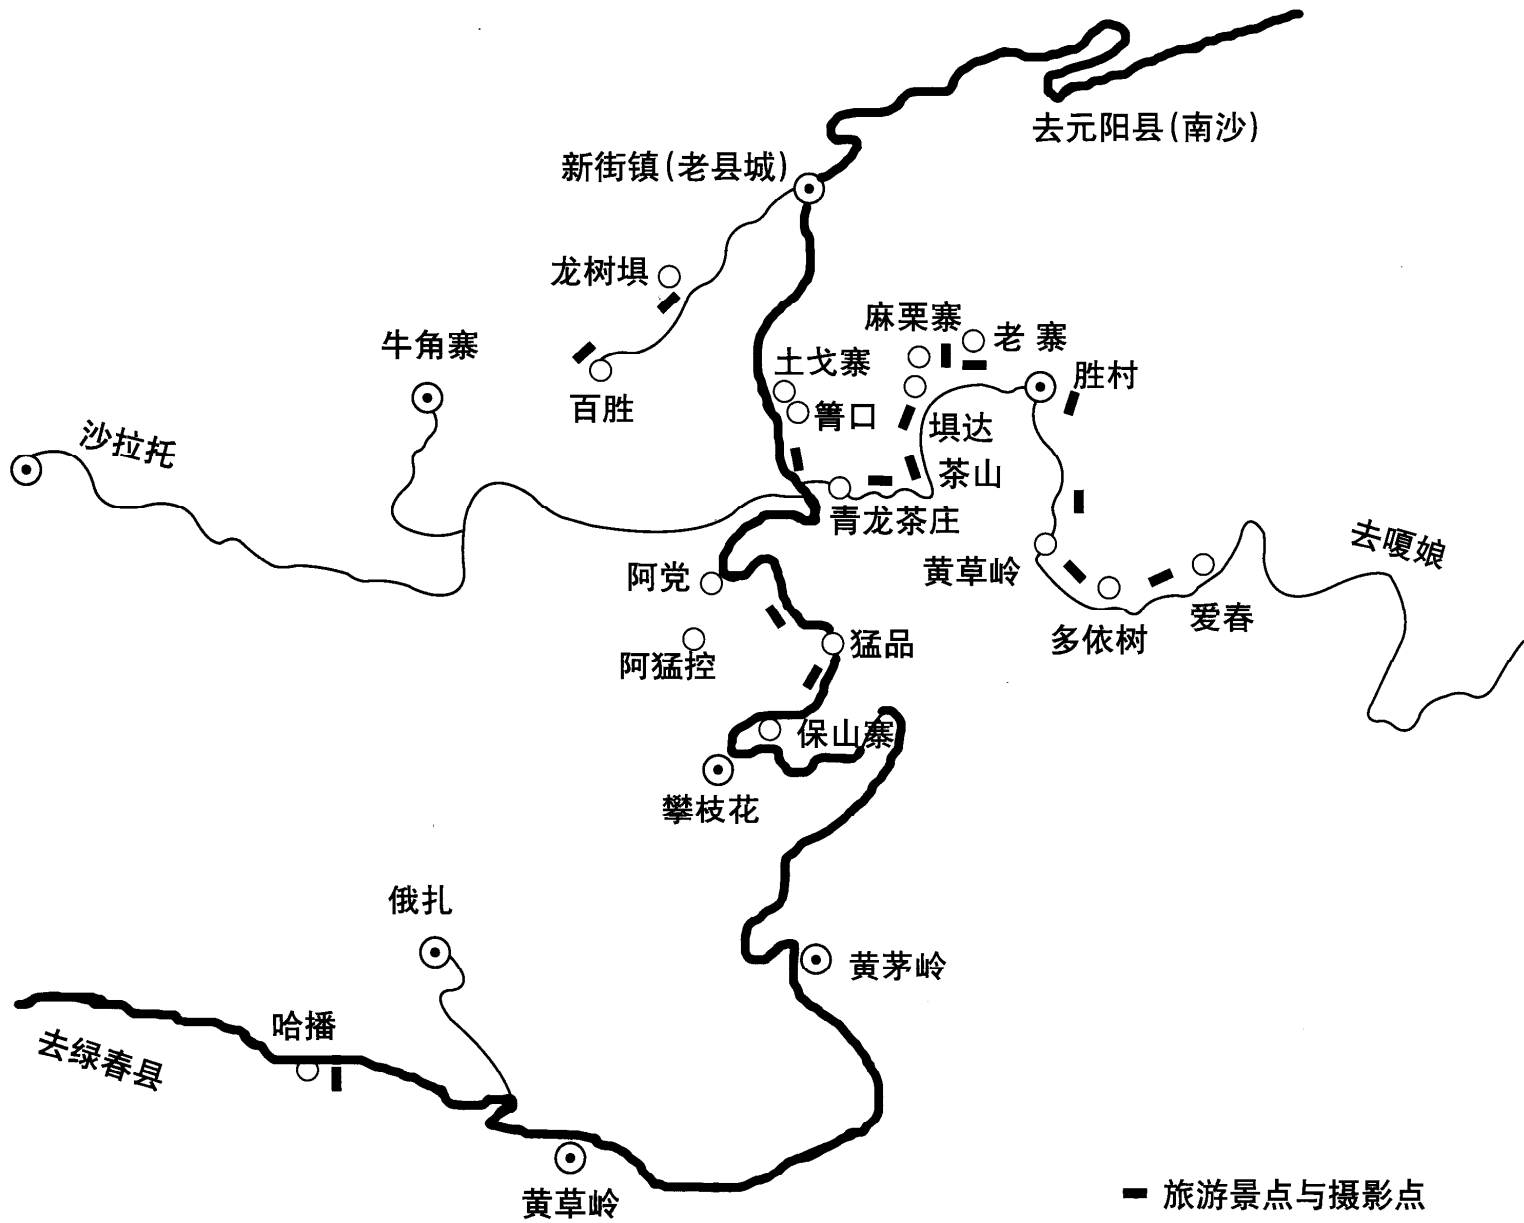 去元阳县(南沙)
新街镇(老县城)
龙树埧
麻栗寨
老 寨
牛角寨
土戈寨
胜村
百胜
箐口
埧达
沙拉托
茶山
青龙茶庄
去嘎娘
阿党
黄草岭
爱春
多依树
猛品
阿猛控
保山寨
攀枝花
俄扎
黄茅岭
哈播
去绿春县
黄草岭
旅游景点与摄影点